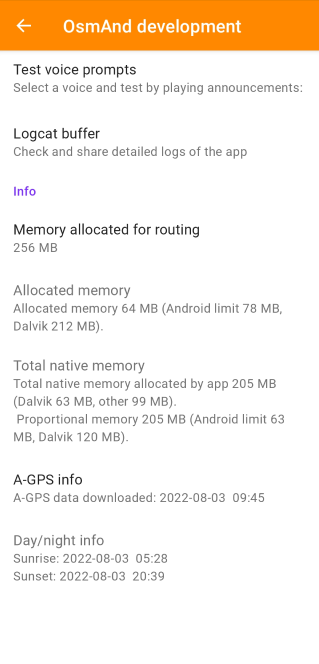 OsmAnd development
Test voice prompts
Select a voice and test by playing announcements:
Logcat buffer
Check and share detailed logs of the app
Info
Memory allocated for routing
256 MB
Allocated memory
Allocated memory 64 MB (Android limit 78 MB,
Dalvik 212 MB).
Total native memory
Total native memory allocated by app 205 MB
(Dalvik 63 MB, other 99 MB).
Proportional memory 205 MB (Android limit 63
MB, Dalvik 120 MB).
A-GPS info
A-GPS data downloaded: 2022-08-03  09:45
Day/night info
Sunrise: 2022-08-03  05:28
Sunset: 2022-08-03  20:39